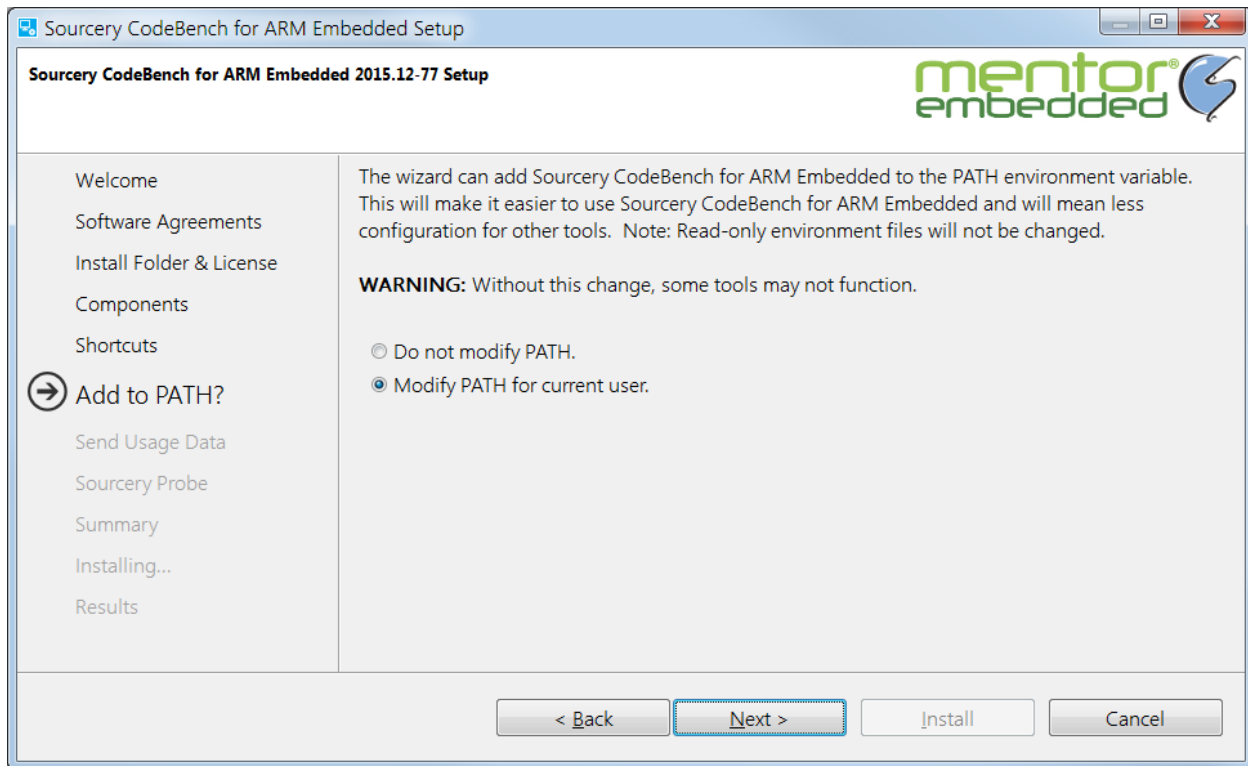 Sourcery CodeBench for ARM Embedded Setup
Sourcery CodeBench for ARM Embedded 2015.12-77 Setup
mentor®
embedded
Welcome
Software Agreements
Install Folder & License
Components
Shortcuts
Add to PATH?
Send Usage Data
Sourcery Probe
Summary
Installing...
Results
The wizard can add Sourcery CodeBench for ARM Embedded to the PATH environment variable.
This will make it easier to use Sourcery CodeBench for ARM Embedded and will mean less
configuration for other tools.  Note: Read-only environment files will not be changed.
WARNING: Without this change, some tools may not function.
Do not modify PATH.
Modify PATH for current user.
< Back
Next >
Install
Cancel